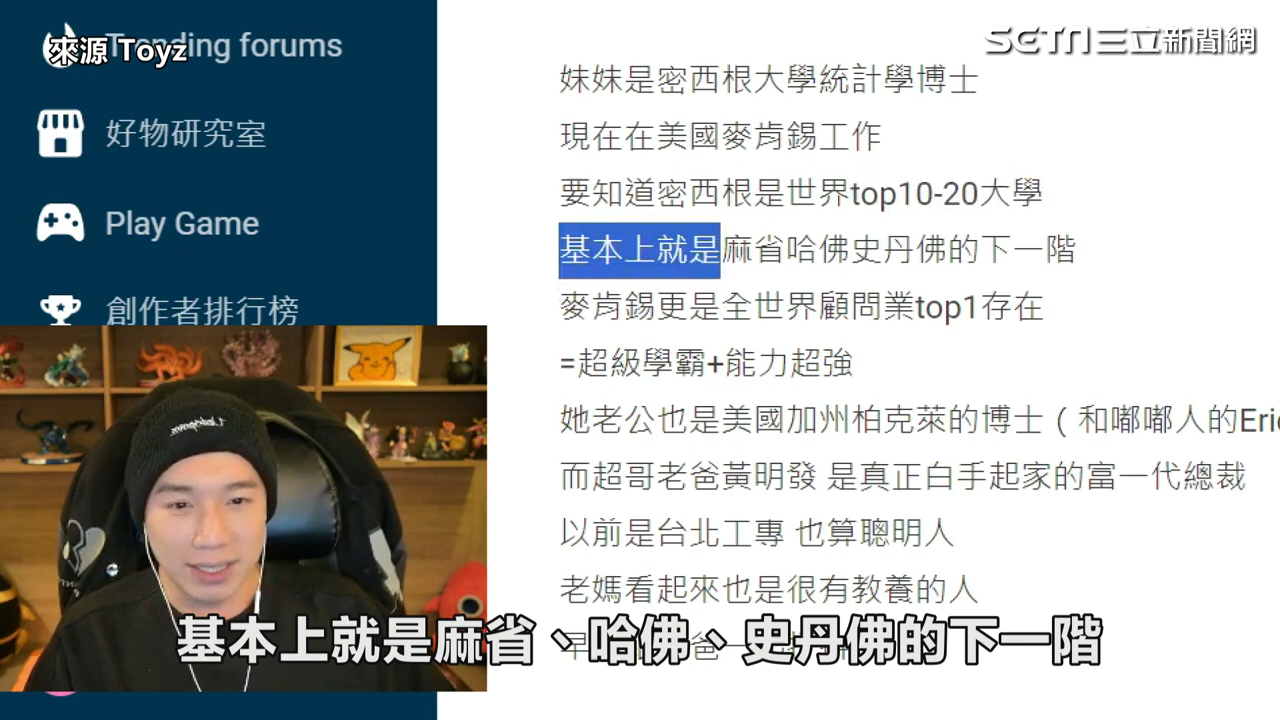 Trending forums
來源 Toyz
好物研究室
Play Game
創作者排行榜
SETN三立新聞網
妹妹是密西根大學統計學博士
現在在美國麥肯錫工作
要知道密西根是世界top10-20大學
基本上就是麻省哈佛史丹佛的下一階
麥肯錫更是全世界顧問業top1存在
=超級學霸+能力超強
她老公也是美國加州柏克萊的博士（和嘟嘟人的Eric
而超哥老爸黃明發 是真正白手起家的富一代總裁
以前是台北工專 也算聰明人
老媽看起來也是很有教養的人
基本上就是麻省、哈佛、史丹佛的下一階